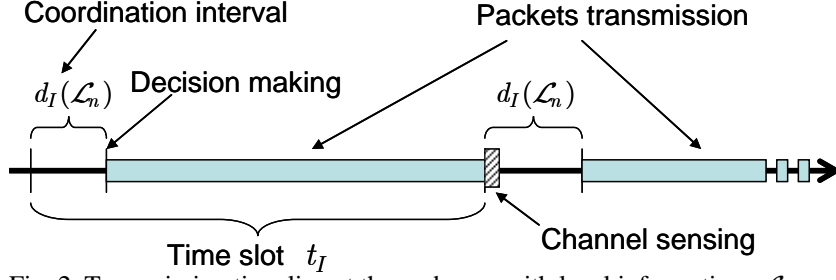 Coordination interval
Packets transmission
Decision making
d_I(ℒ_n)
d_I(ℒ_n)
Channel sensing
Time slot t_I